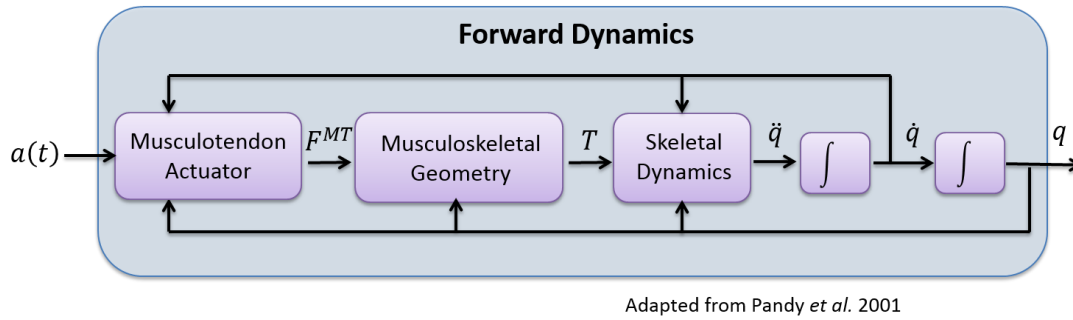 Forward Dynamics
a(t)
Musculotendon
Actuator
F^{MT}
Musculoskeletal
Geometry
T
Skeletal
Dynamics
q̈
∫
q̇
∫
q
Adapted from Pandy et al. 2001